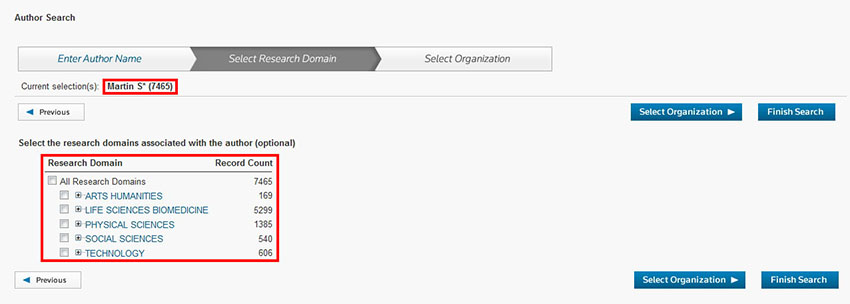 Author Search
Enter Author Name Select Research Domain Select Organization
Current selection(s): Martin S* (7465)
Previous Select Organization Finish Search
Select the research domains associated with the author (optional)
Research Domain Record Count
All Research Domains 7465
ARTS HUMANITIES 169
LIFE SCIENCES BIOMEDICINE 5299
PHYSICAL SCIENCES 1385
SOCIAL SCIENCES 540
TECHNOLOGY 606
Previous Select Organization Finish Search